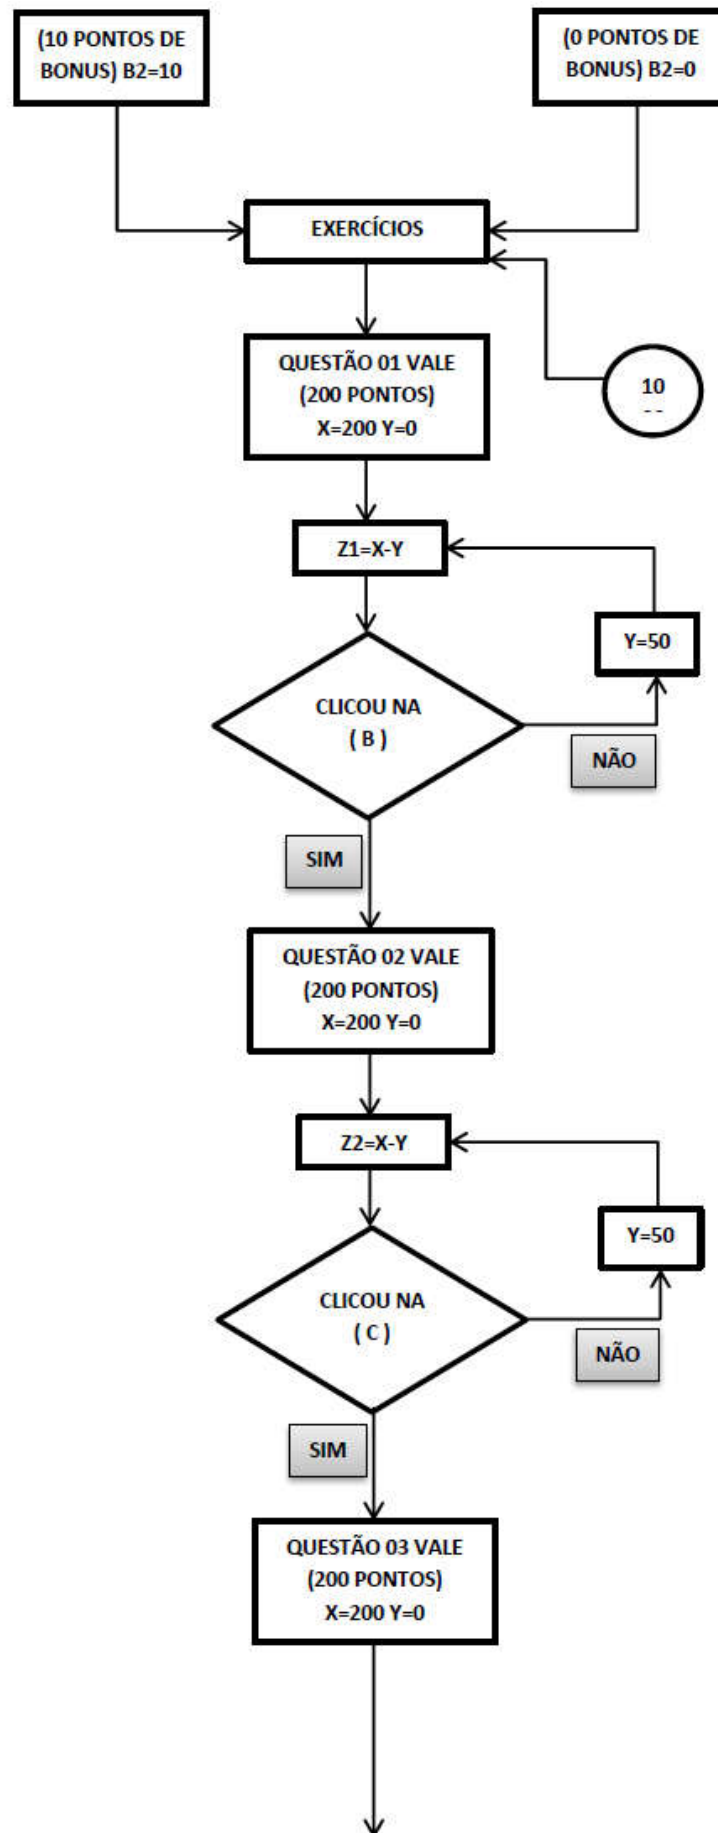 (10 PONTOS DE
BONUS) B2=10
(0 PONTOS DE
BONUS) B2=0
EXERCÍCIOS
QUESTÃO 01 VALE
(200 PONTOS)
X=200 Y=0
10
Z1=X-Y
Y=50
CLICOU NA
( B )
NÃO
SIM
QUESTÃO 02 VALE
(200 PONTOS)
X=200 Y=0
Z2=X-Y
Y=50
CLICOU NA
( C )
NÃO
SIM
QUESTÃO 03 VALE
(200 PONTOS)
X=200 Y=0